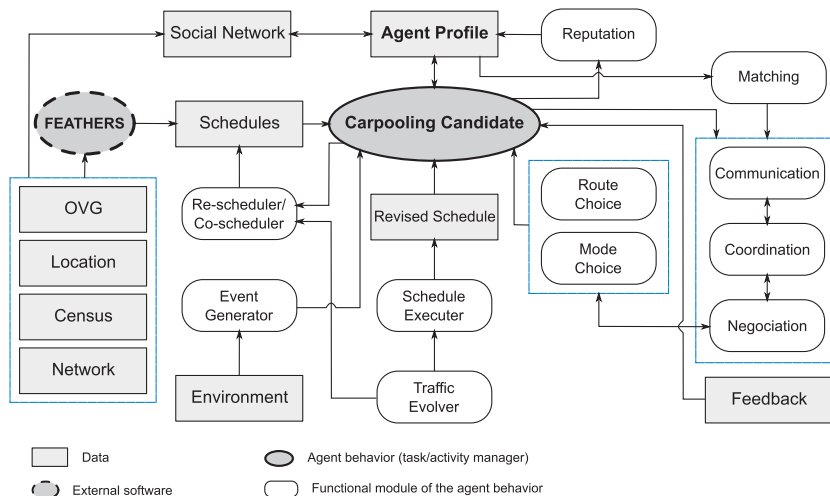 Social Network
Agent Profile
Reputation
Matching
FEATHERS
Schedules
Carpooling Candidate
Communication
OVG
Re-scheduler/
Co-scheduler
Revised Schedule
Route
Choice
Location
Mode
Choice
Coordination
Census
Event
Generator
Schedule
Executer
Negociation
Network
Environment
Traffic
Evolver
Feedback
Data
Agent behavior (task/activity manager)
External software
Functional module of the agent behavior